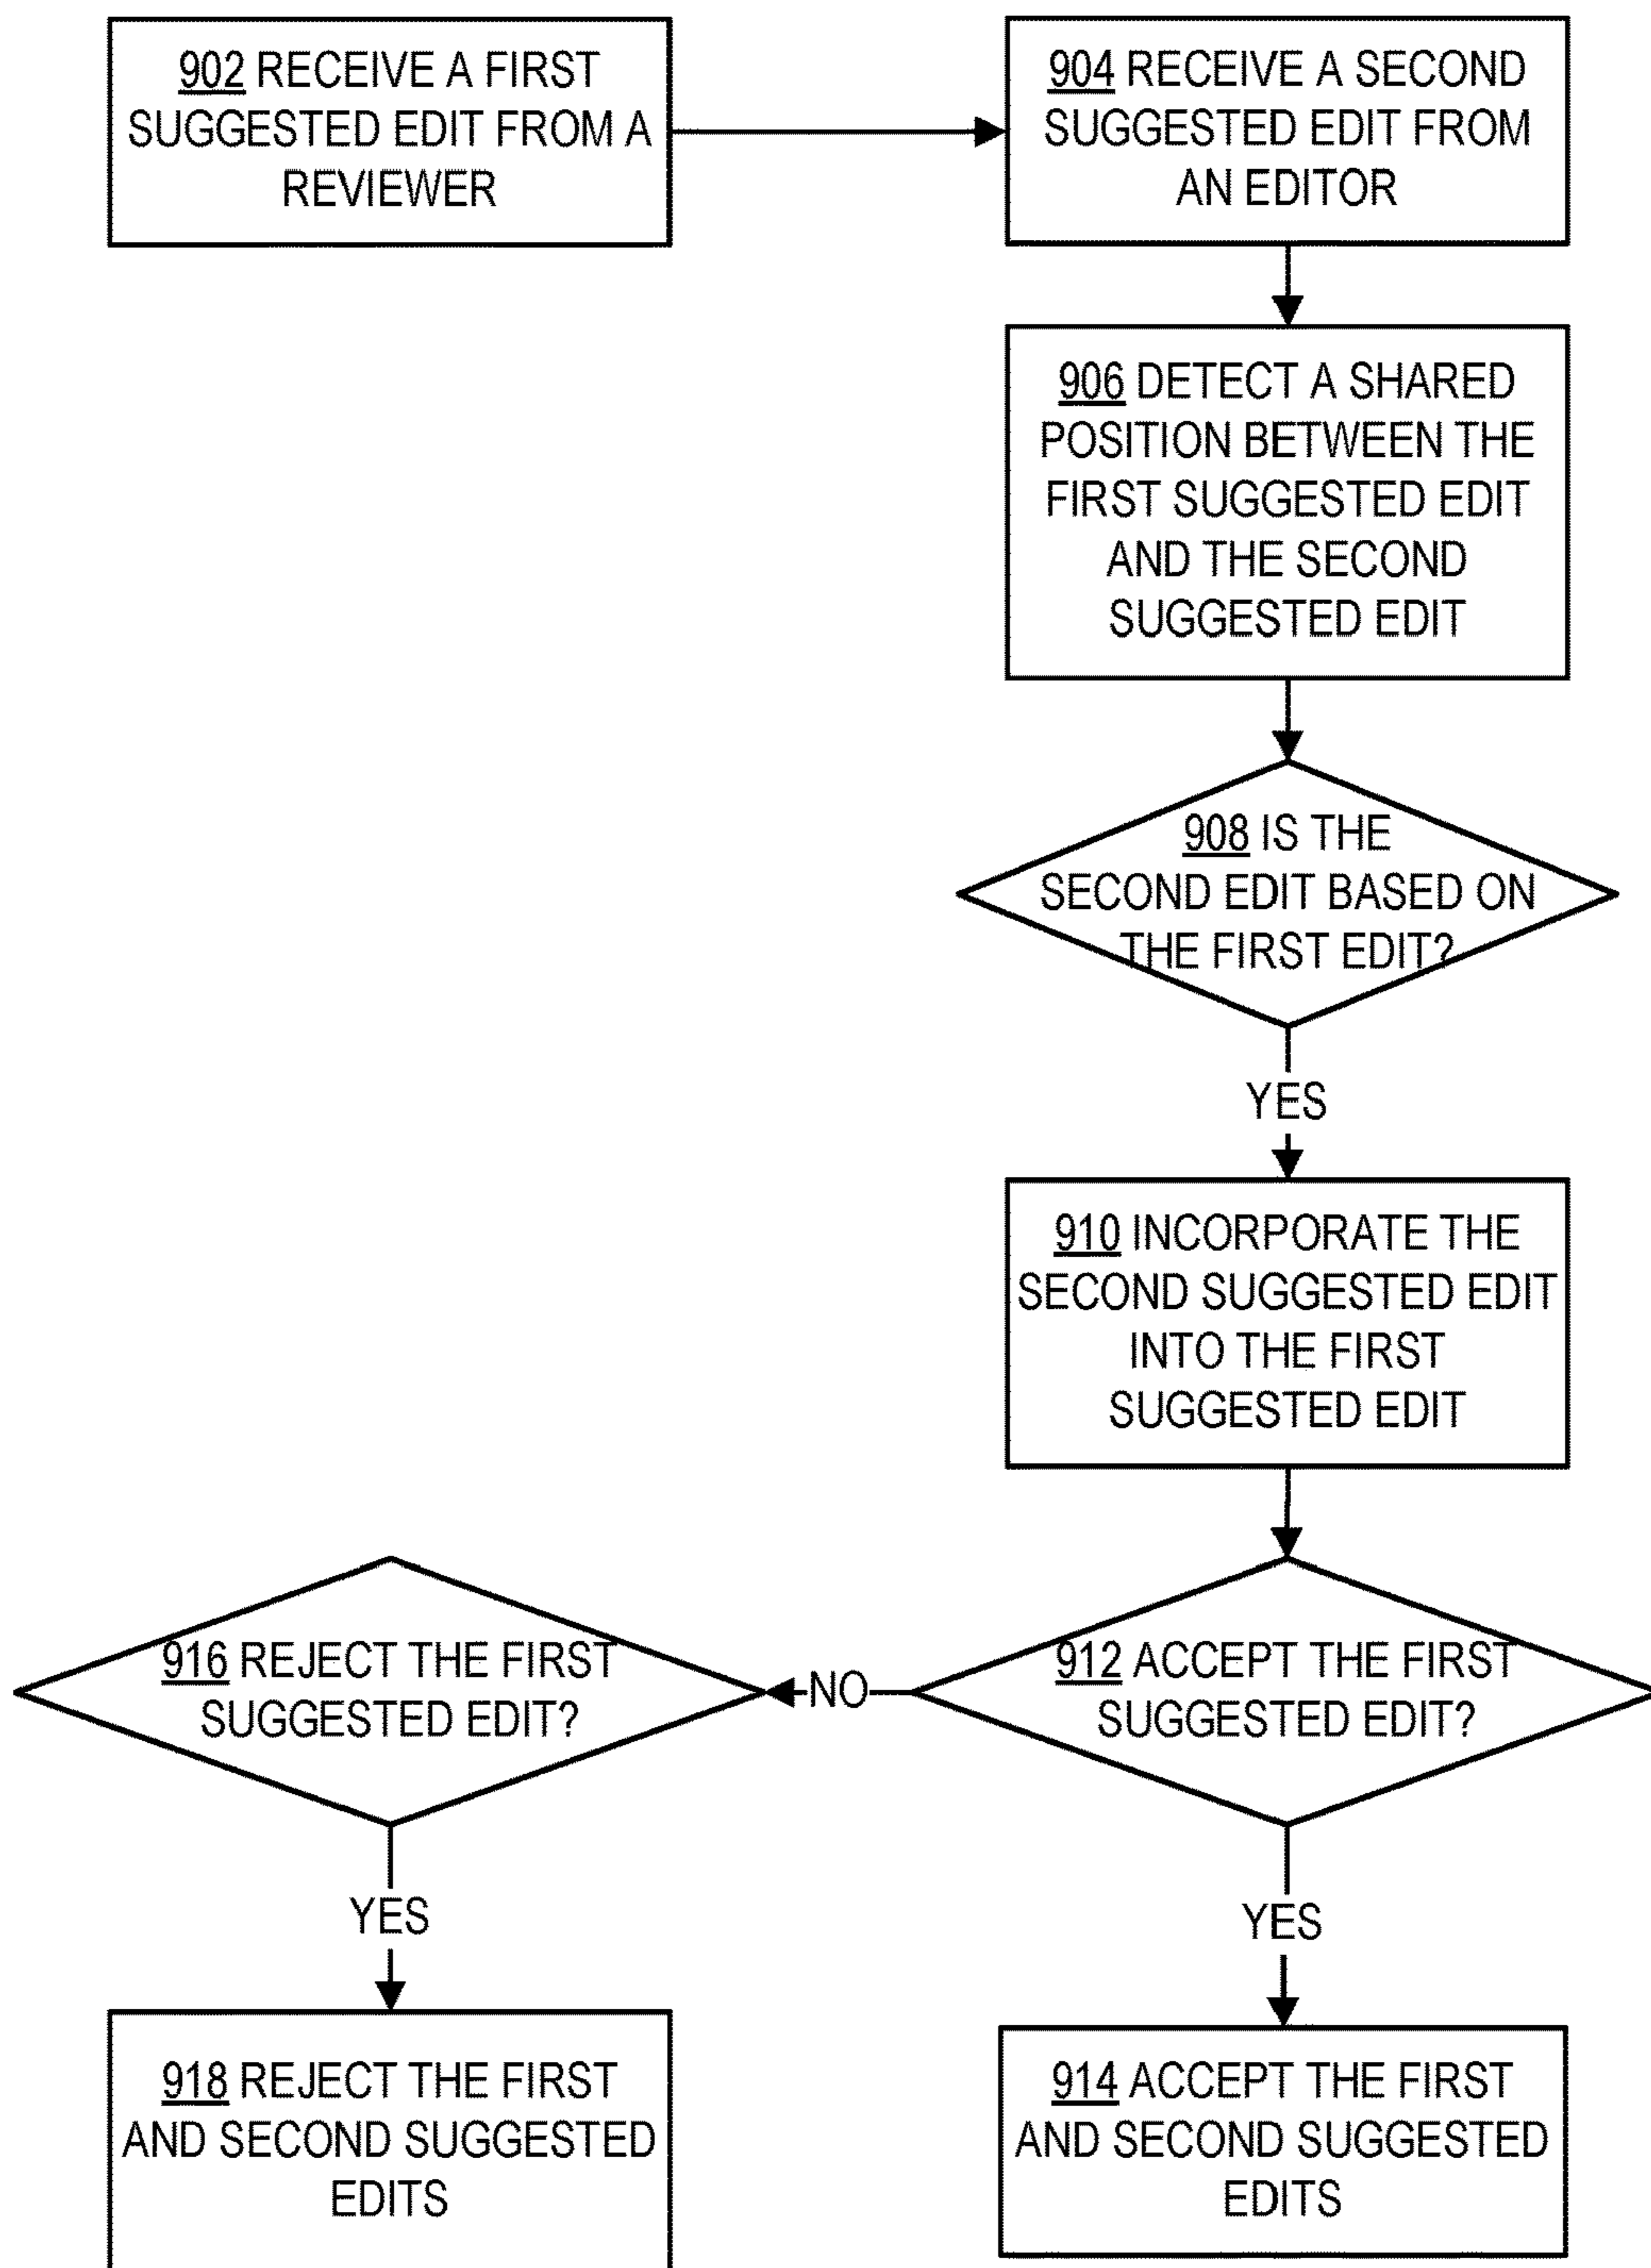 902 RECEIVE A FIRST
SUGGESTED EDIT FROM A
REVIEWER
904 RECEIVE A SECOND
SUGGESTED EDIT FROM
AN EDITOR
906 DETECT A SHARED
POSITION BETWEEN THE
FIRST SUGGESTED EDIT
AND THE SECOND
SUGGESTED EDIT
908 IS THE
SECOND EDIT BASED ON
THE FIRST EDIT?
YES
910 INCORPORATE THE
SECOND SUGGESTED EDIT
INTO THE FIRST
SUGGESTED EDIT
912 ACCEPT THE FIRST
SUGGESTED EDIT?
NO
916 REJECT THE FIRST
SUGGESTED EDIT?
YES
YES
918 REJECT THE FIRST
AND SECOND SUGGESTED
EDITS
914 ACCEPT THE FIRST
AND SECOND SUGGESTED
EDITS